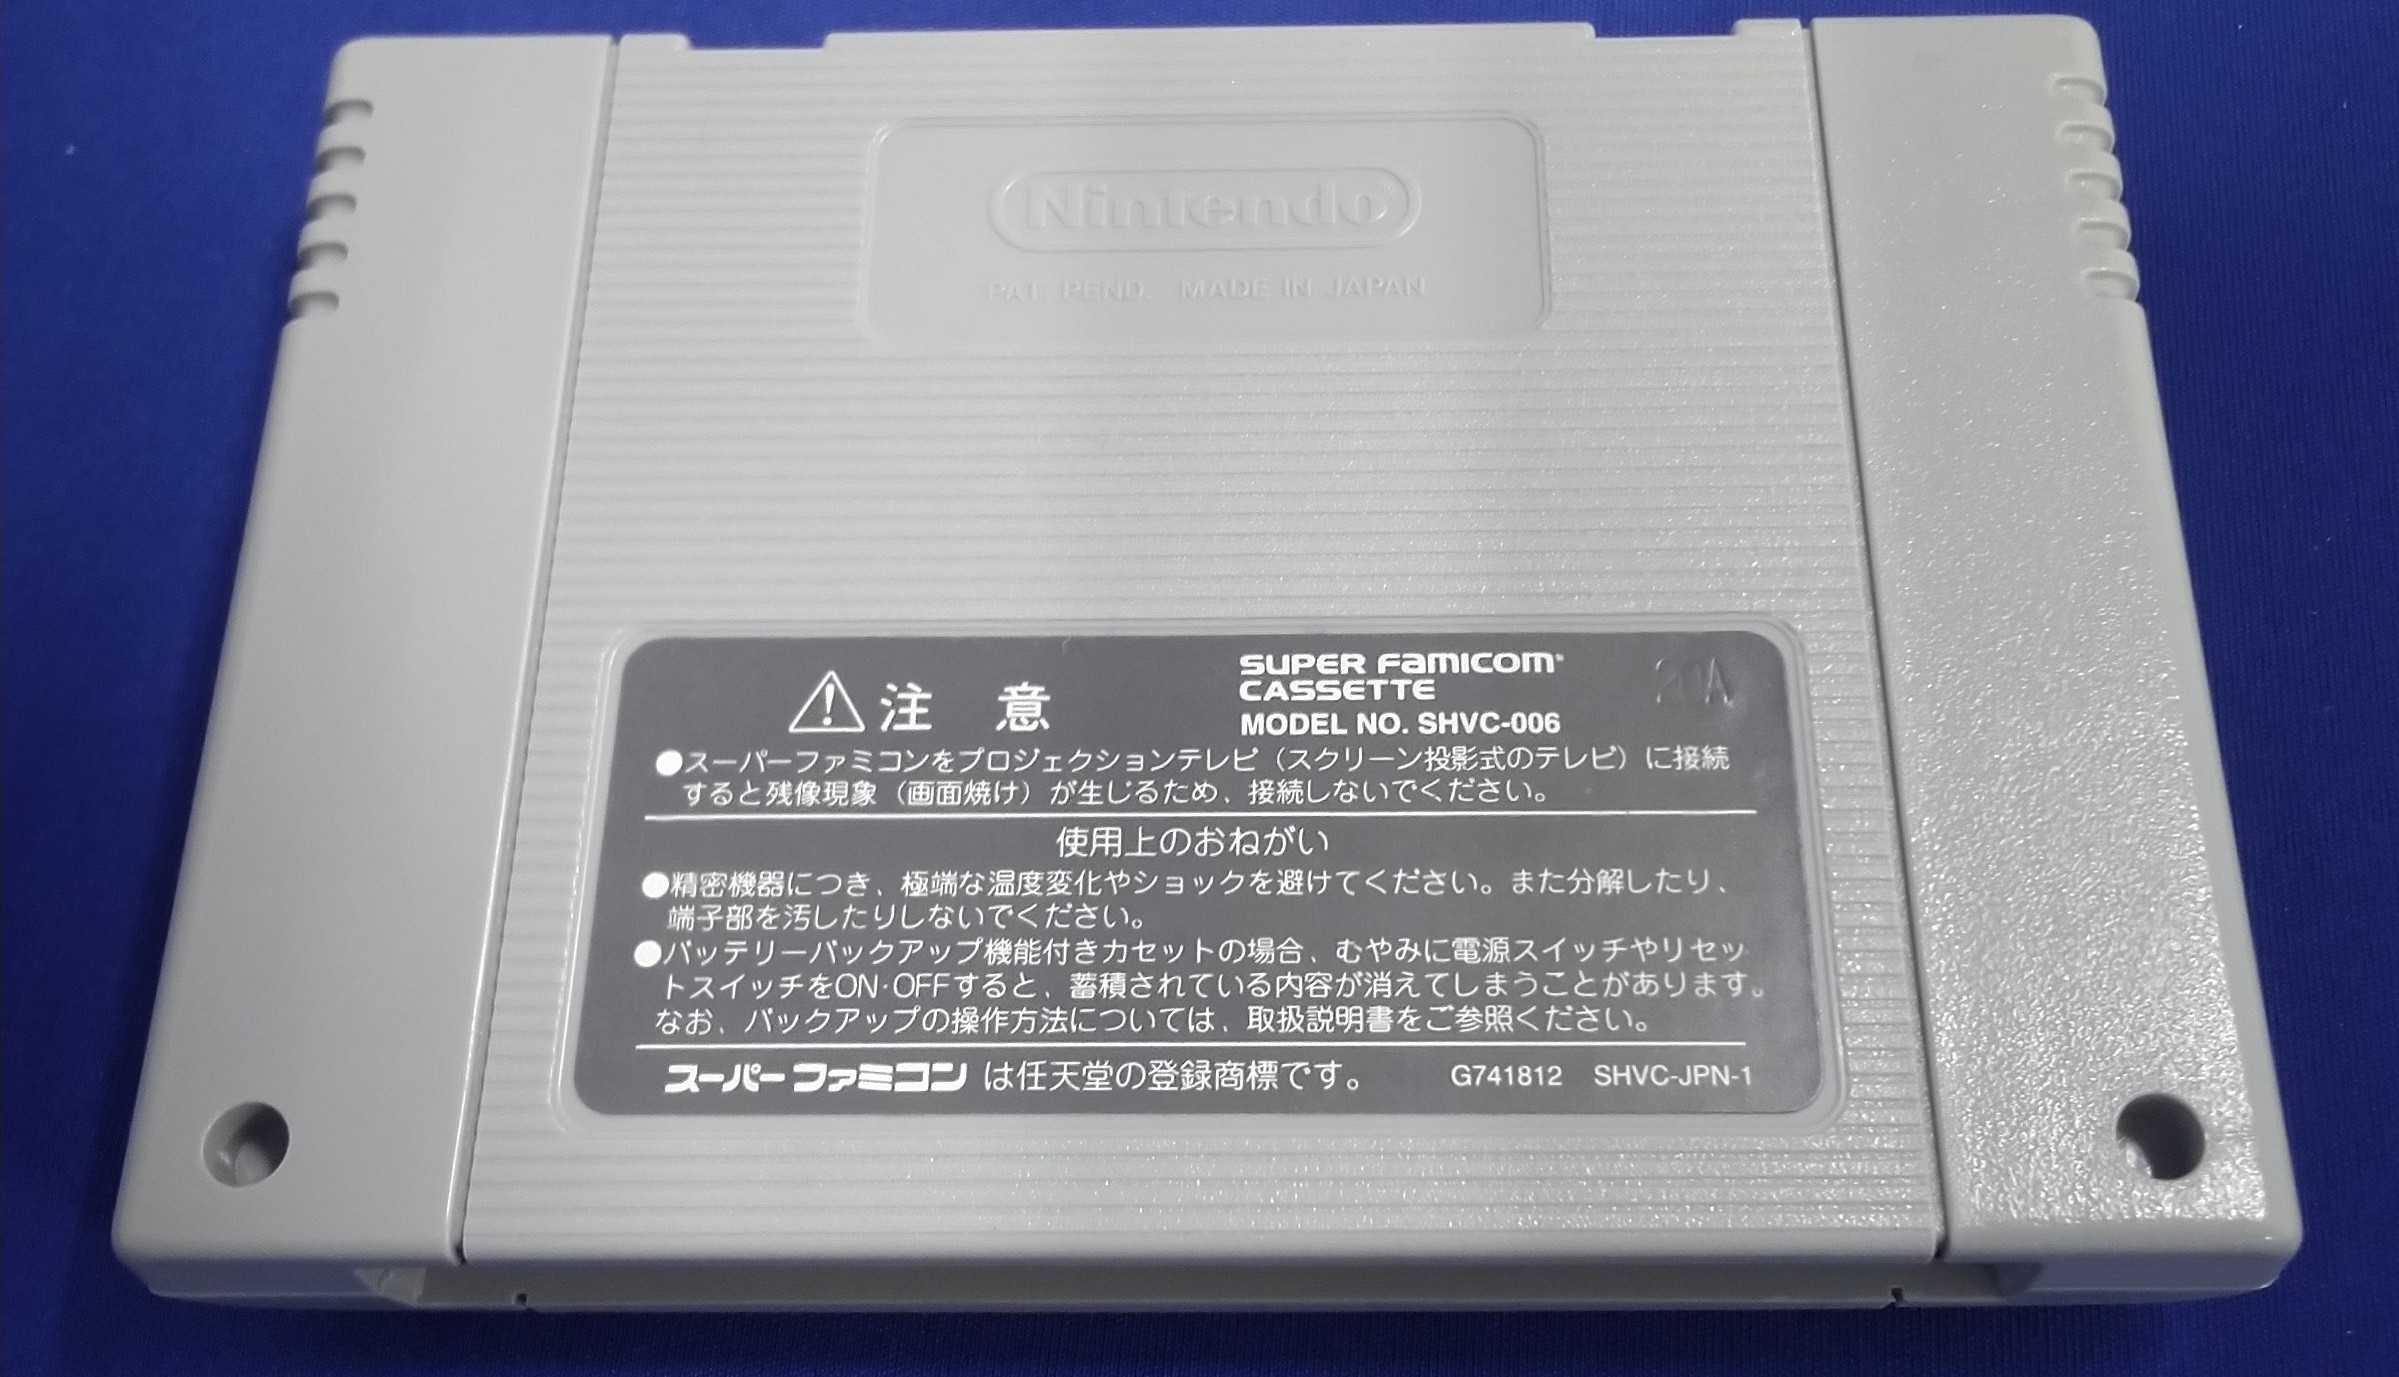 Nintendo
PAT. PEND. MADE IN JAPAN
注 意
SUPER FAMICOM
CASSETTE
MODEL NO. SHVC-006
●スーパーファミコンをプロジェクションテレビ（スクリーン投影式のテレビ）に接続
すると残像現象（画面焼け）が生じるため、接続しないでください。
使用上のおねがい
●精密機器につき、極端な温度変化やショックを避けてください。また分解したり、
端子部を汚したりしないでください。
●バッテリーバックアップ機能付きカセットの場合、むやみに電源スイッチやリセッ
トスイッチをON・OFFすると、蓄積されている内容が消えてしまうことがあります。
なお、バックアップの操作方法については、取扱説明書をご参照ください。
スーパーファミコン は任天堂の登録商標です。 G741812 SHVC-JPN-1